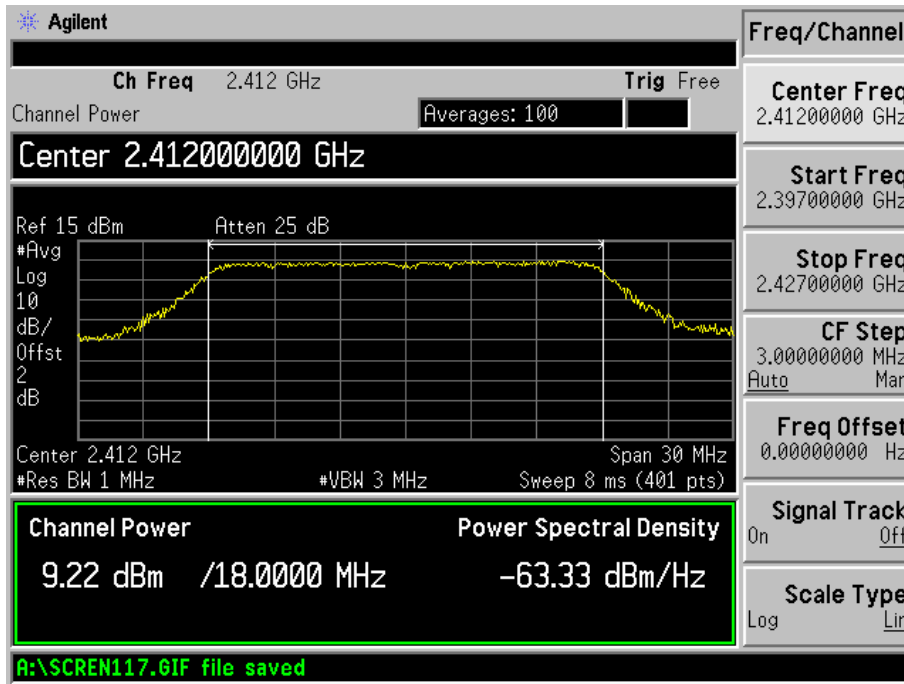 Agilent
Ch Freq 2.412 GHz Trig Free
Channel Power Averages: 100
Center 2.412000000 GHz
Ref 15 dBm Atten 25 dB
#Avg
Log
10
dB/
Offst
2
dB
Center 2.412 GHz Span 30 MHz
#Res BW 1 MHz #VBW 3 MHz Sweep 8 ms (401 pts)
Channel Power Power Spectral Density
9.22 dBm /18.0000 MHz -63.33 dBm/Hz
A:\SCREN117.GIF file saved
Freq/Channel
Center Freq
2.41200000 GHz
Start Freq
2.39700000 GHz
Stop Freq
2.42700000 GHz
CF Step
3.00000000 MHz
Auto Man
Freq Offset
0.00000000 Hz
Signal Track
On Off
Scale Type
Log Lin